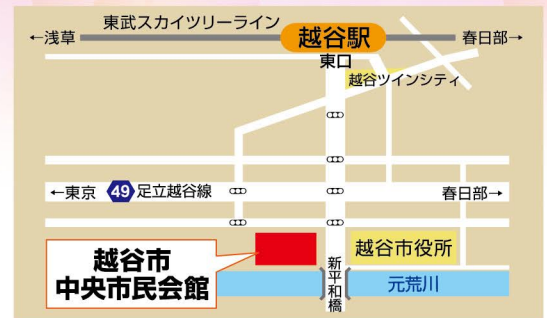 東武スカイツリーライン
←浅草
越谷駅
春日部→
東口
越谷ツインシティ
←東京 49 足立越谷線
春日部→
越谷市
中央市民会館
新平和橋
越谷市役所
元荒川